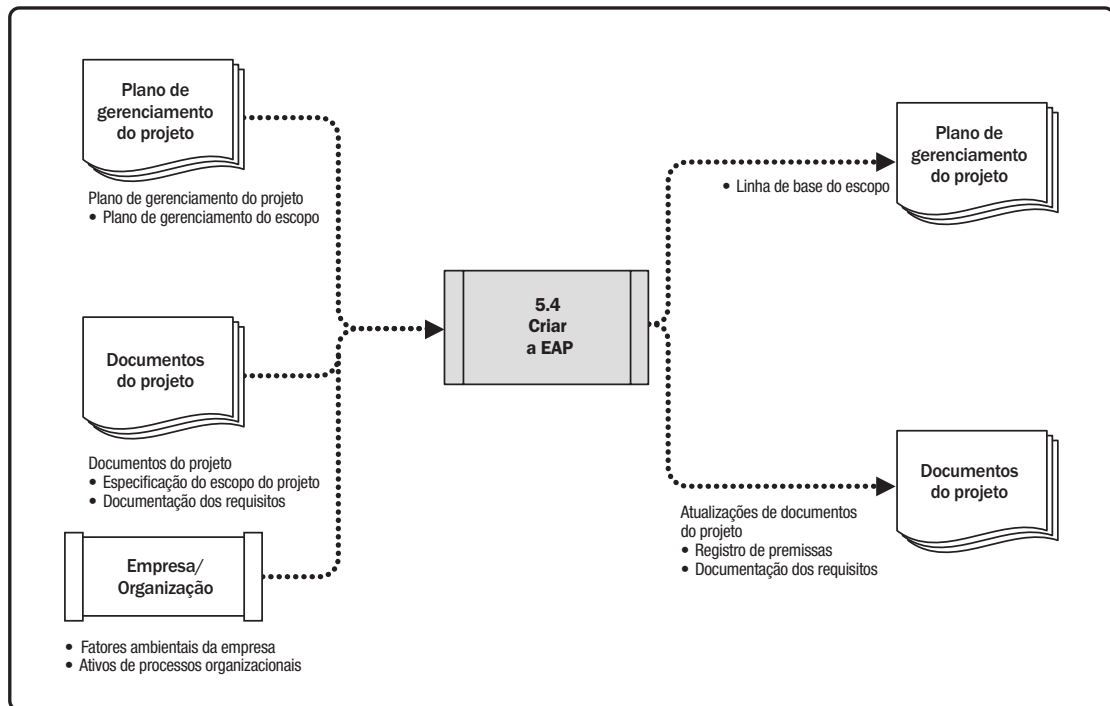 Plano de
gerenciamento
do projeto
Plano de gerenciamento do projeto
• Plano de gerenciamento do escopo
Documentos
do projeto
Documentos do projeto
• Especificação do escopo do projeto
• Documentação dos requisitos
Empresa/
Organização
• Fatores ambientais da empresa
• Ativos de processos organizacionais
5.4
Criar
a EAP
• Linha de base do escopo
Plano de
gerenciamento
do projeto
Atualizações de documentos
do projeto
• Registro de premissas
• Documentação dos requisitos
Documentos
do projeto